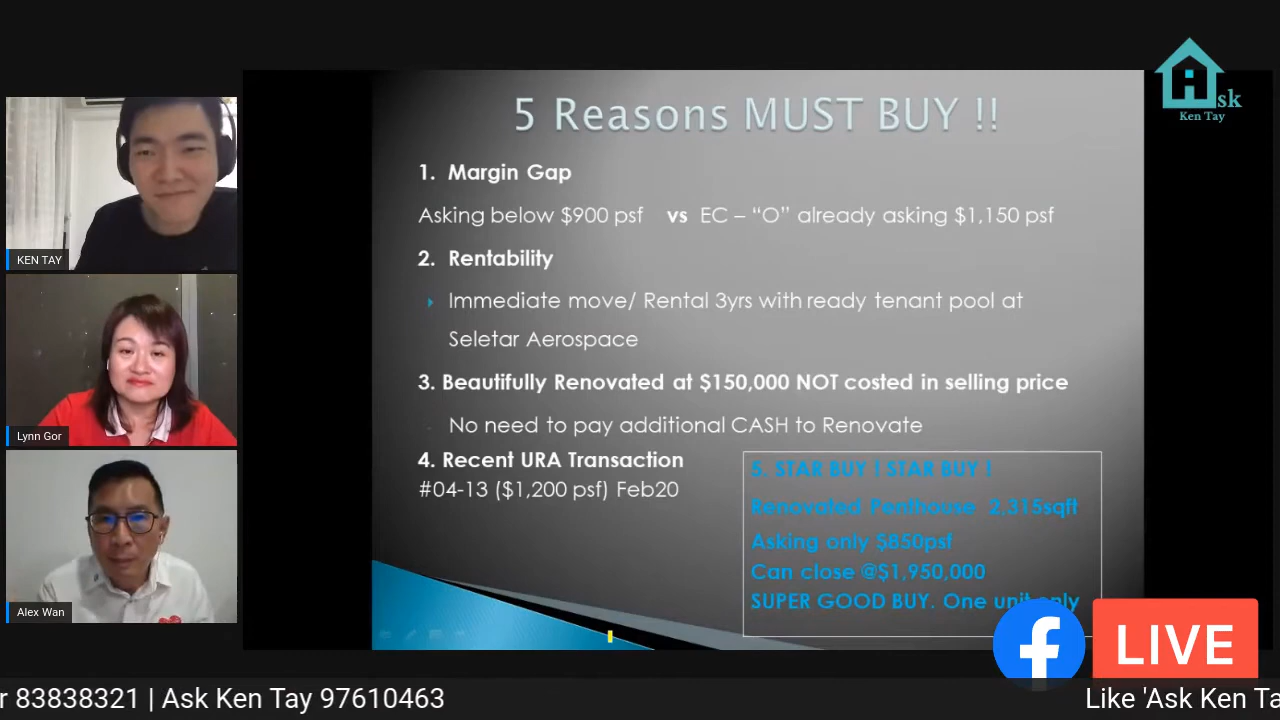 sk
Ken Tay
5 Reasons MUST BUY !!
1. Margin Gap
Asking below $900 psf vs EC – “O” already asking $1,150 psf
2. Rentability
Immediate move/ Rental 3yrs with ready tenant pool at
Seletar Aerospace
3. Beautifully Renovated at $150,000 NOT costed in selling price
No need to pay additional CASH to Renovate
4. Recent URA Transaction
#04-13 ($1,200 psf) Feb20
5. STAR BUY ! STAR BUY !
Renovated Penthouse 2,315sqft
Asking only $850psf
Can close @$1,950,000
SUPER GOOD BUY. One unit only
KEN TAY
Lynn Gor
Alex Wan
f LIVE
r 83838321 | Ask Ken Tay 97610463
Like 'Ask Ken Ta